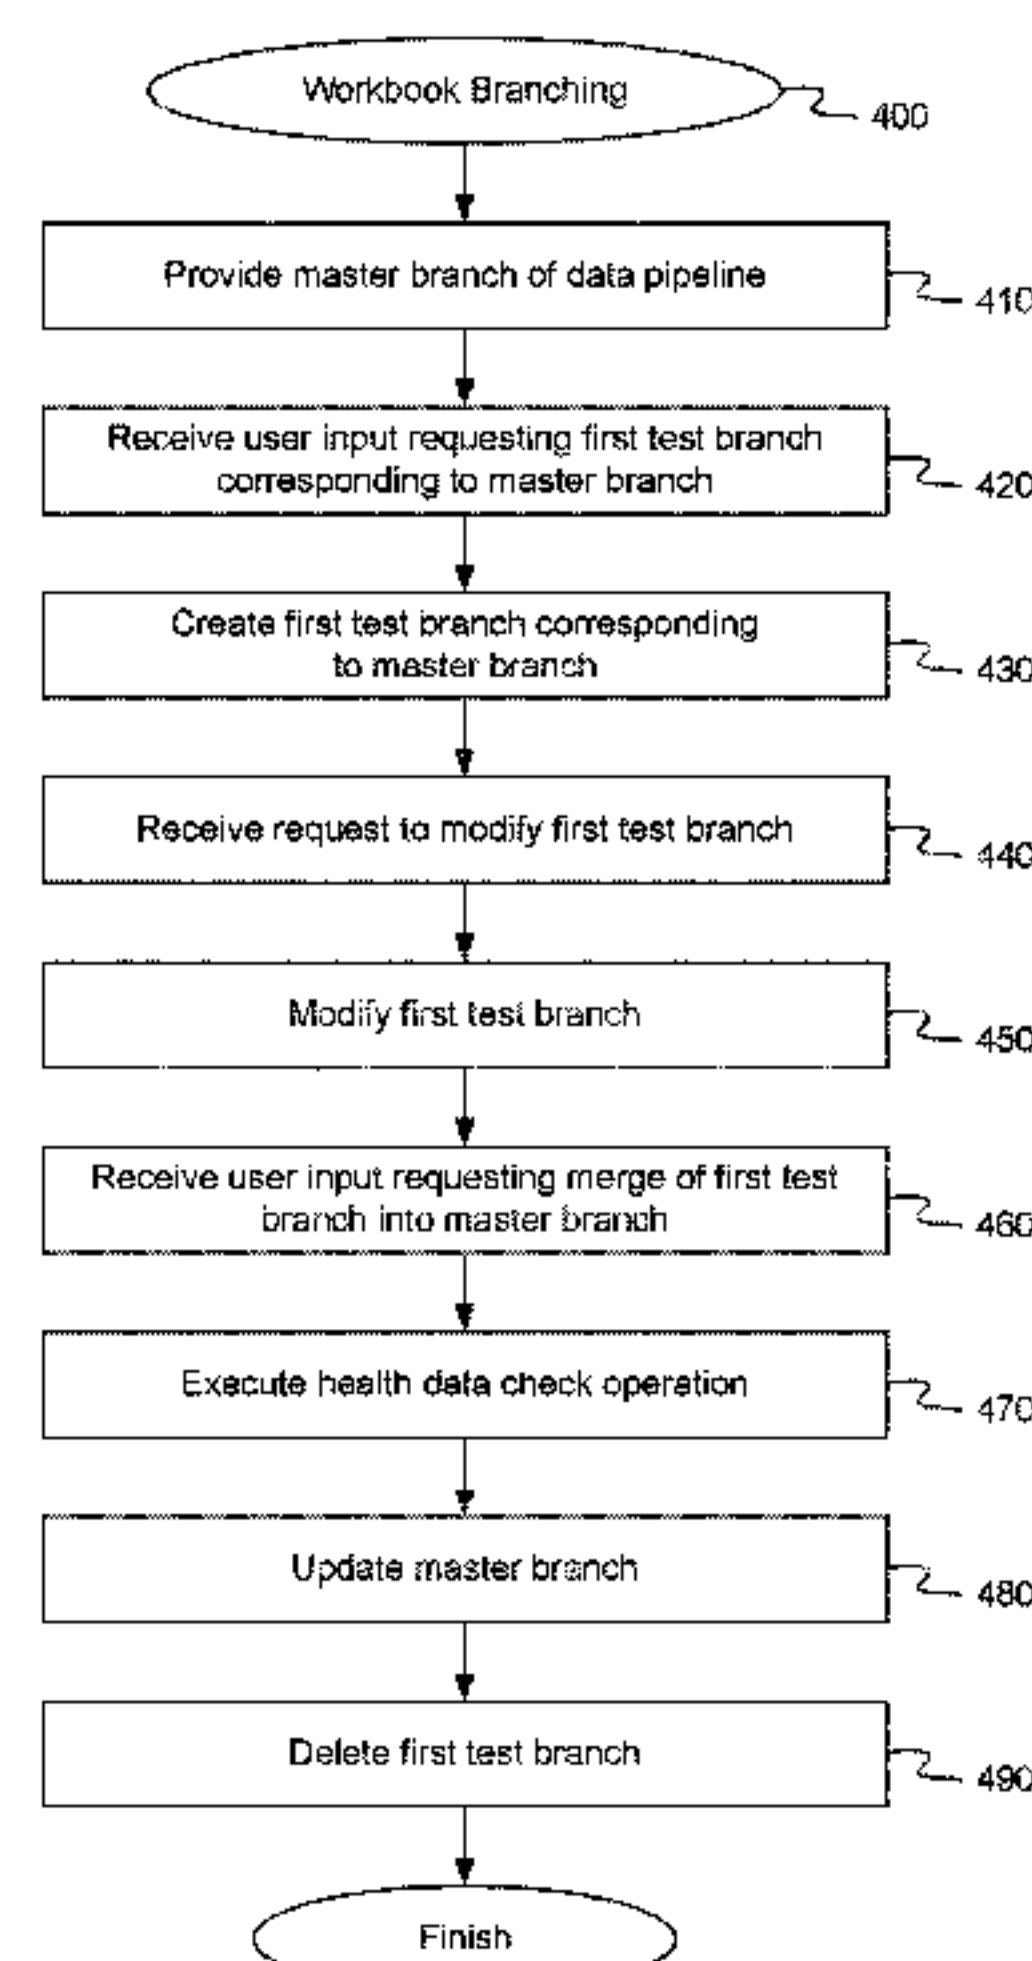 Workbook Branching
400
Provide master branch of data pipeline
410
Receive user input requesting first test branch
corresponding to master branch
420
Create first test branch corresponding
to master branch
430
Receive request to modify first test branch
440
Modify first test branch
450
Receive user input requesting merge of first test
branch into master branch
460
Execute health data check operation
470
Update master branch
480
Delete first test branch
490
Finish